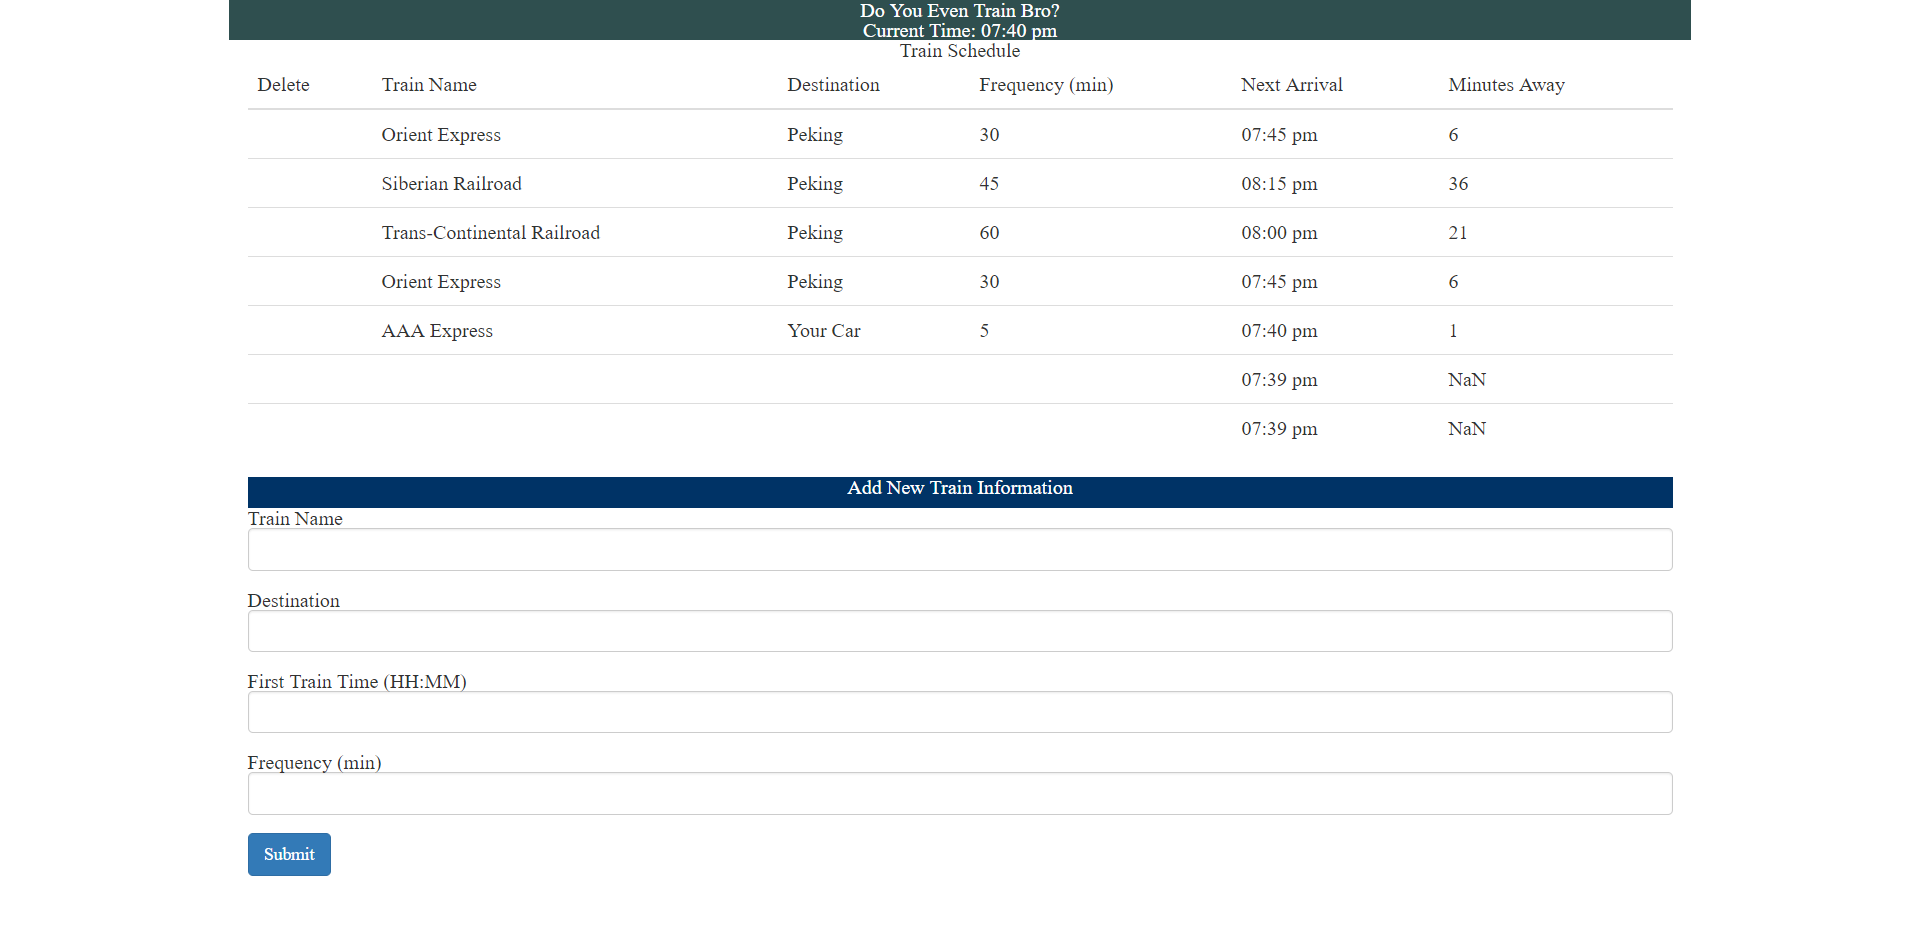 Do You Even Train Bro?
Current Time: 07:40 pm
Train Schedule
Delete Train Name Destination Frequency (min) Next Arrival Minutes Away
Orient Express Peking 30 07:45 pm 6
Siberian Railroad Peking 45 08:15 pm 36
Trans-Continental Railroad Peking 60 08:00 pm 21
Orient Express Peking 30 07:45 pm 6
AAA Express Your Car 5 07:40 pm 1
07:39 pm NaN
07:39 pm NaN
Add New Train Information
Train Name
Destination
First Train Time (HH:MM)
Frequency (min)
Submit